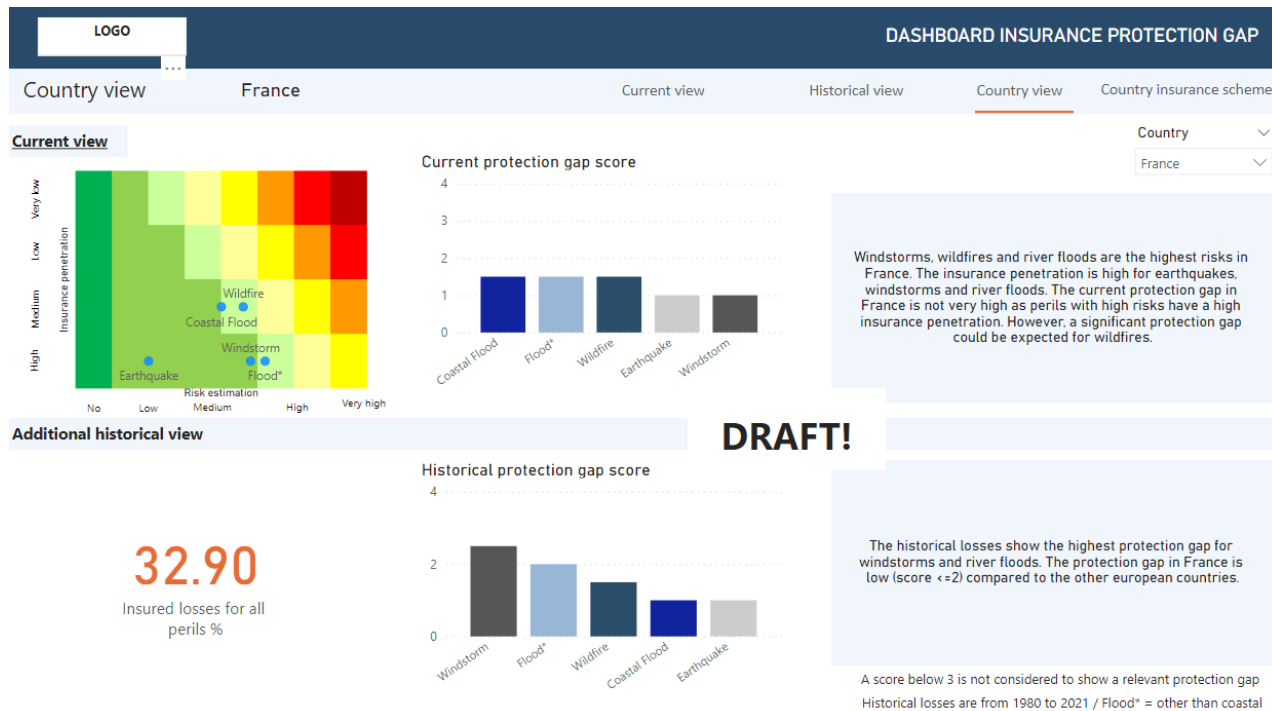 LOGO
DASHBOARD INSURANCE PROTECTION GAP
...
Country view
France
Current view
Historical view
Country view
Country insurance scheme
Country
France
Current view
Insurance penetration
Very low
Low
Medium
High
Wildfire
Coastal Flood
Windstorm
Earthquake
Flood*
Risk estimation
No
Low
Medium
High
Very high
Current protection gap score
4
3
2
1
0
Coastal Flood
Flood*
Wildfire
Earthquake
Windstorm
Windstorms, wildfires and river floods are the highest risks in
France. The insurance penetration is high for earthquakes,
windstorms and river floods. The current protection gap in
France is not very high as perils with high risks have a high
insurance penetration. However, a significant protection gap
could be expected for wildfires.
Additional historical view
DRAFT!
32.90
Insured losses for all
perils %
Historical protection gap score
4
2
0
Windstorm
Flood*
Wildfire
Coastal Flood
Earthquake
The historical losses show the highest protection gap for
windstorms and river floods. The protection gap in France is
low (score <=2) compared to the other european countries.
A score below 3 is not considered to show a relevant protection gap
Historical losses are from 1980 to 2021 / Flood* = other than coastal